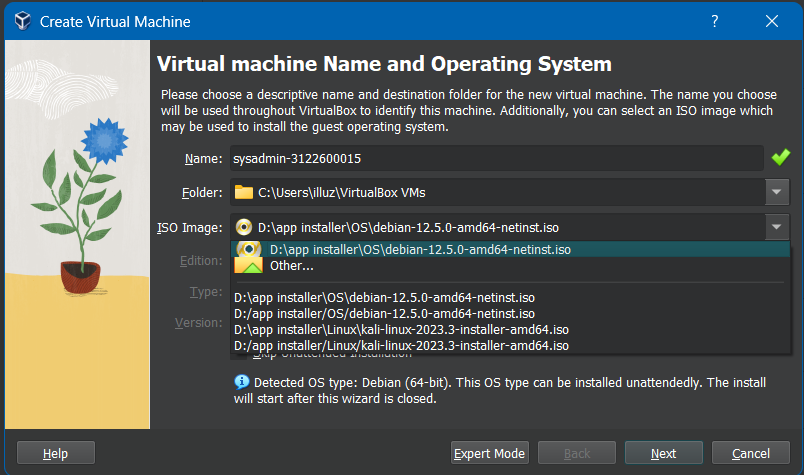 Create Virtual Machine
?
Virtual machine Name and Operating System
Please choose a descriptive name and destination folder for the new virtual machine. The name you choose
will be used throughout VirtualBox to identify this machine. Additionally, you can select an ISO image which
may be used to install the guest operating system.
Name: sysadmin-3122600015
Folder: C:\Users\illuz\VirtualBox VMs
ISO Image: D:\app installer\OS\debian-12.5.0-amd64-netinst.iso
D:\app installer\OS\debian-12.5.0-amd64-netinst.iso
Edition: Other...
Type: D:\app installer\OS\debian-12.5.0-amd64-netinst.iso
D:/app installer/OS/debian-12.5.0-amd64-netinst.iso
Version: D:\app installer\Linux\kali-linux-2023.3-installer-amd64.iso
D:/app installer/Linux/kali-linux-2023.3-installer-amd64.iso
Skip Unattended Installation
Detected OS type: Debian (64-bit). This OS type can be installed unattendedly. The install
will start after this wizard is closed.
Help Expert Mode Back Next Cancel